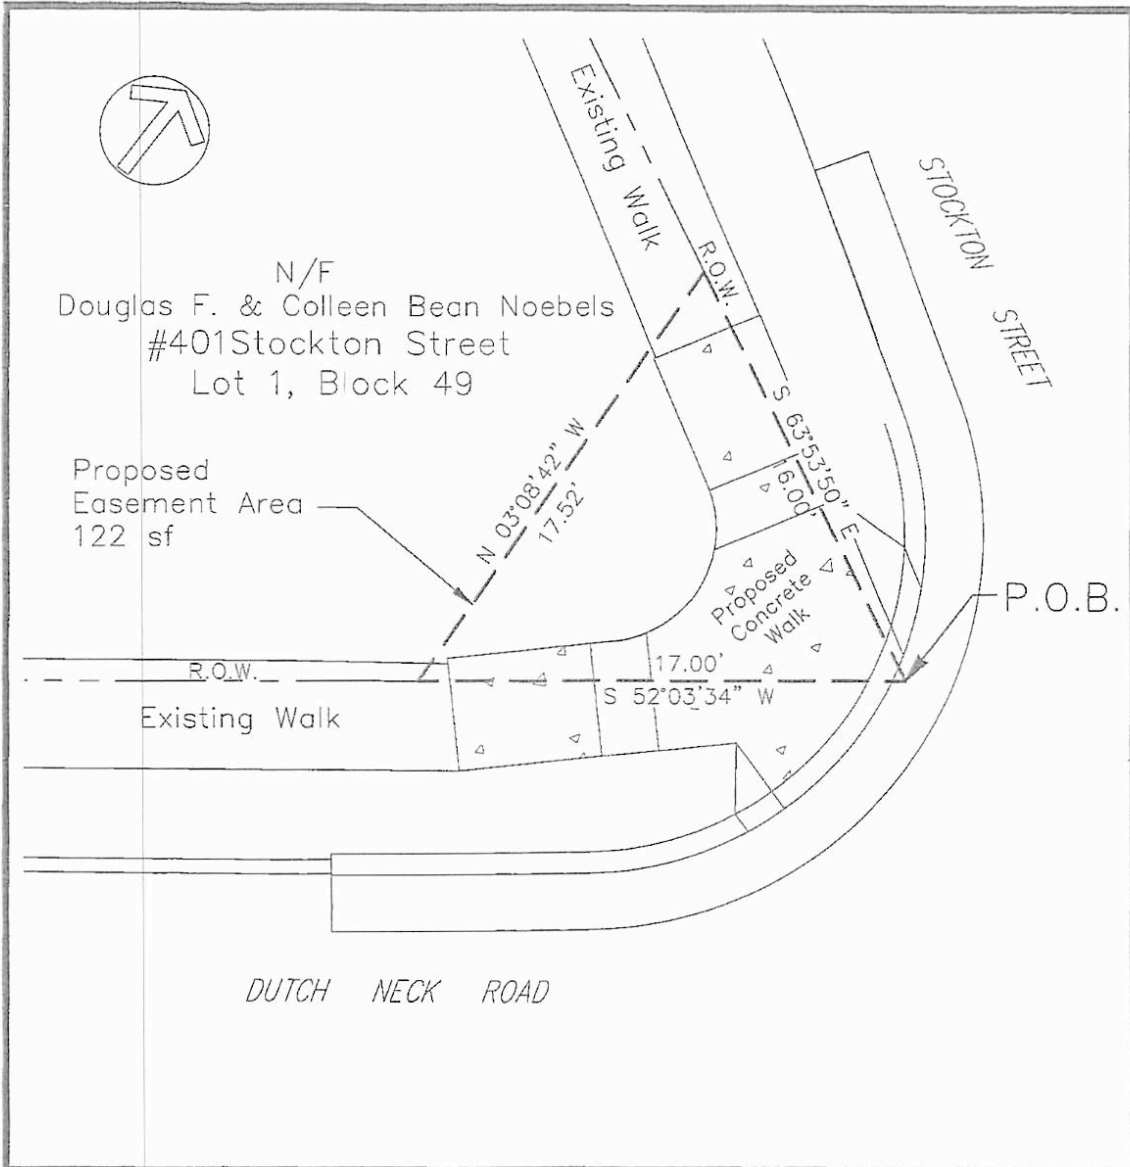 Existing Walk
STOCKTON STREET
R.O.W.
N/F
Douglas F. & Colleen Bean Noebels
#401Stockton Street
Lot 1, Block 49
S 63°53'50" E
16.00'
Proposed
Easement Area
122 sf
N 03°08'42" W
17.52'
Proposed
Concrete
Walk
P.O.B.
R.O.W.
17.00'
S 52°03'34" W
Existing Walk
DUTCH NECK ROAD